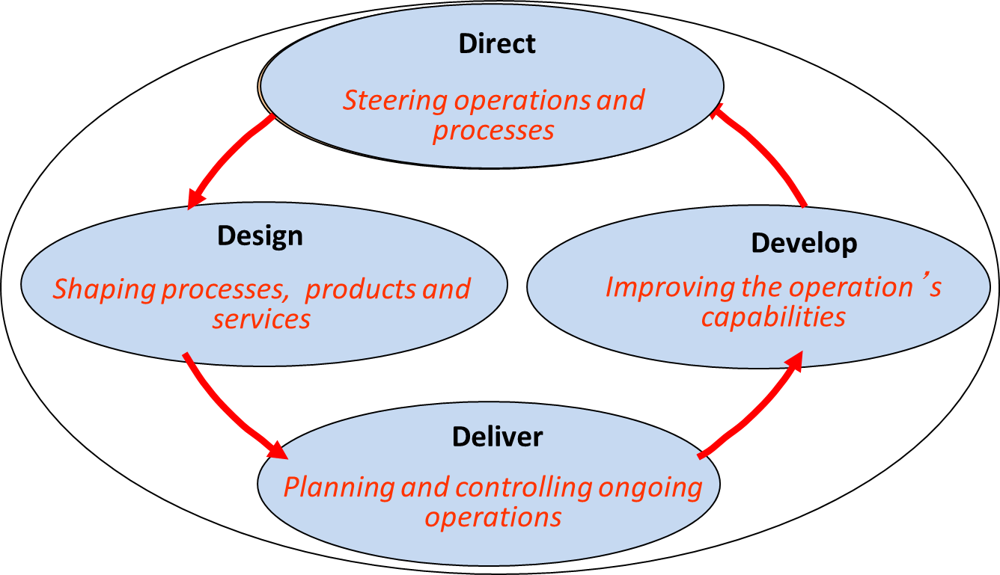 Direct
Steering operations and
processes
Design
Shaping processes, products and
services
Develop
Improving the operation’s
capabilities
Deliver
Planning and controlling ongoing
operations